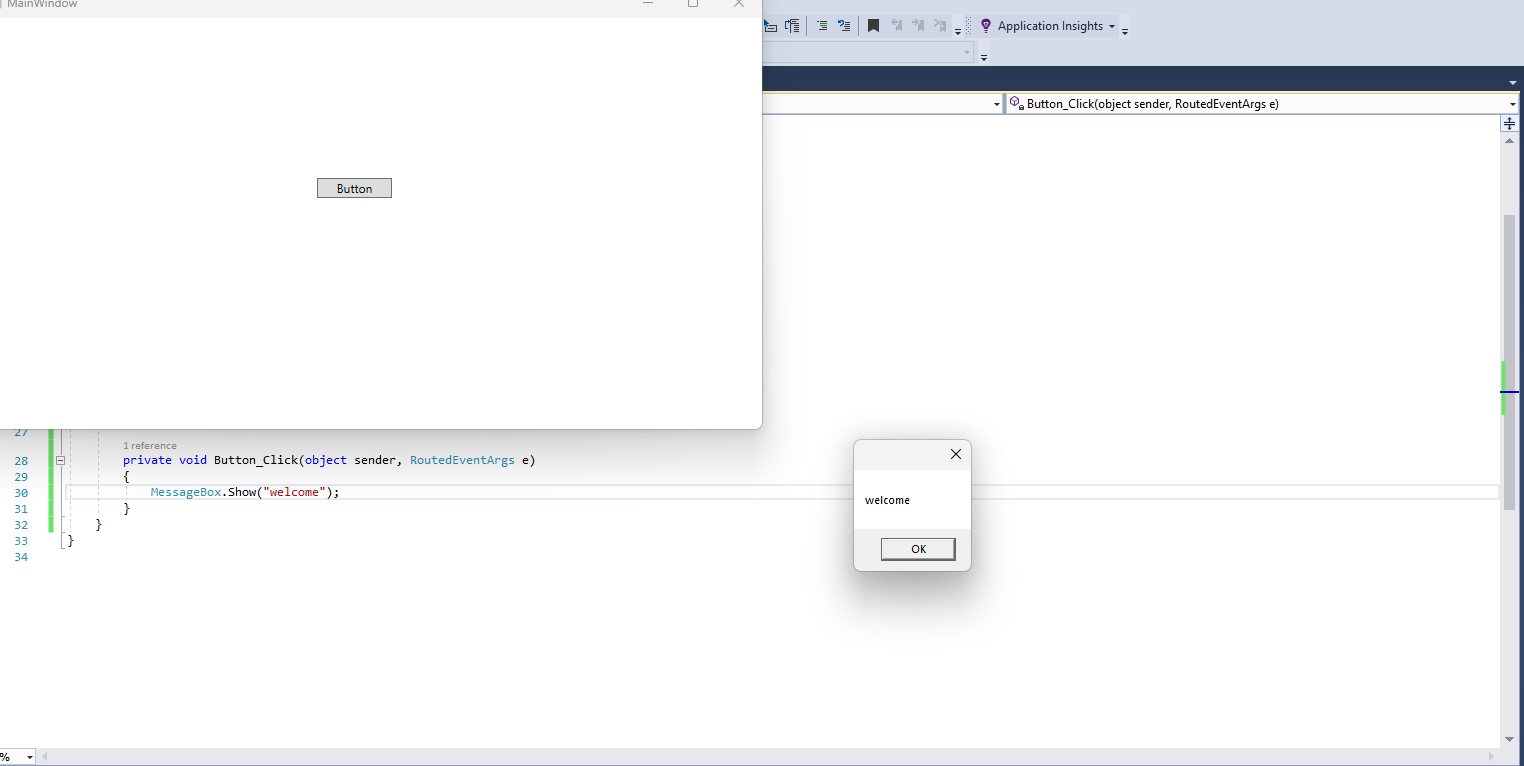 MainWindow
Application Insights
Button_Click(object sender, RoutedEventArgs e)
Button
27
1 reference
28 private void Button_Click(object sender, RoutedEventArgs e)
29 {
30 MessageBox.Show("welcome");
31 }
32 }
33 }
34
welcome
OK
%